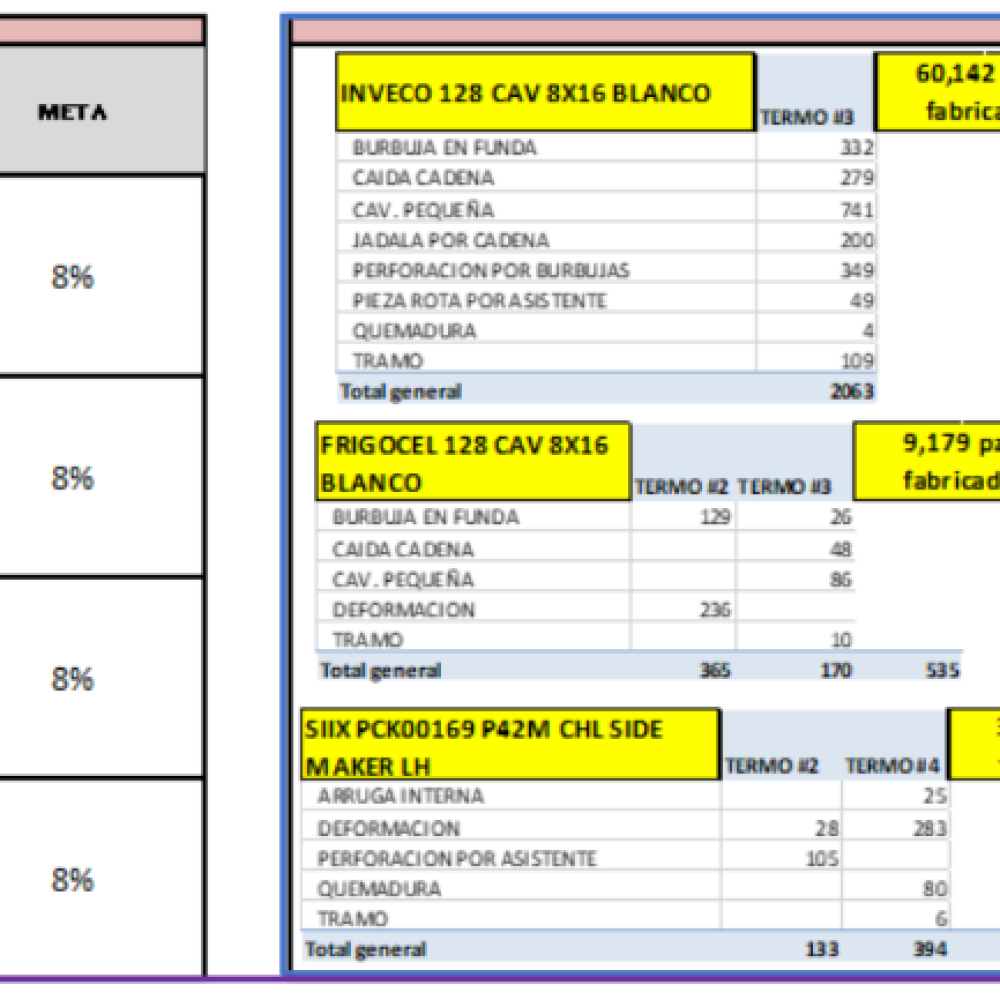 META
8%
8%
8%
8%
INVECO 128 CAV 8X16 BLANCO TERMO #3 60,142
fabrica
BURBUJA EN FUNDA 332
CAIDA CADENA 279
CAV. PEQUEÑA 741
JADALA POR CADENA 200
PERFORACION POR BURBUJAS 349
PIEZA ROTA POR ASISTENTE 49
QUEMADURA 4
TRAMO 109
Total general 2063
FRIGOCEL 128 CAV 8X16
BLANCO TERMO #2 TERMO #3 9,179 pa
fabricad
BURBUJA EN FUNDA 129 26
CAIDA CADENA 48
CAV. PEQUEÑA 86
DEFORMACION 236
TRAMO 10
Total general 365 170 535
SIIX PCK00169 P42M CHL SIDE
MAKER LH TERMO #2 TERMO #4
ARRUGA INTERNA 25
DEFORMACION 28 283
PERFORACION POR ASISTENTE 105
QUEMADURA 80
TRAMO 6
Total general 133 394